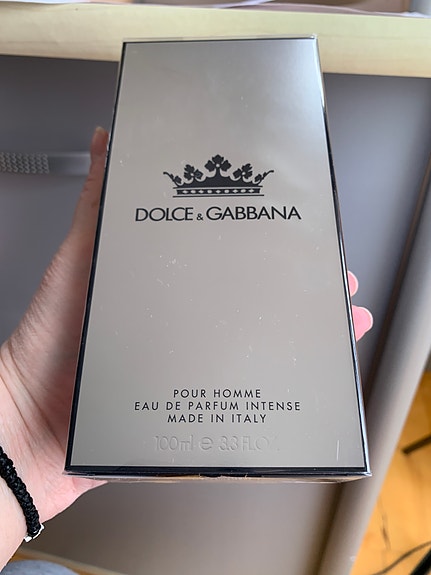 DOLCE & GABBANA
POUR HOMME
EAU DE PARFUM INTENSE
MADE IN ITALY
100ml ℮ 3.3 FL.OZ.